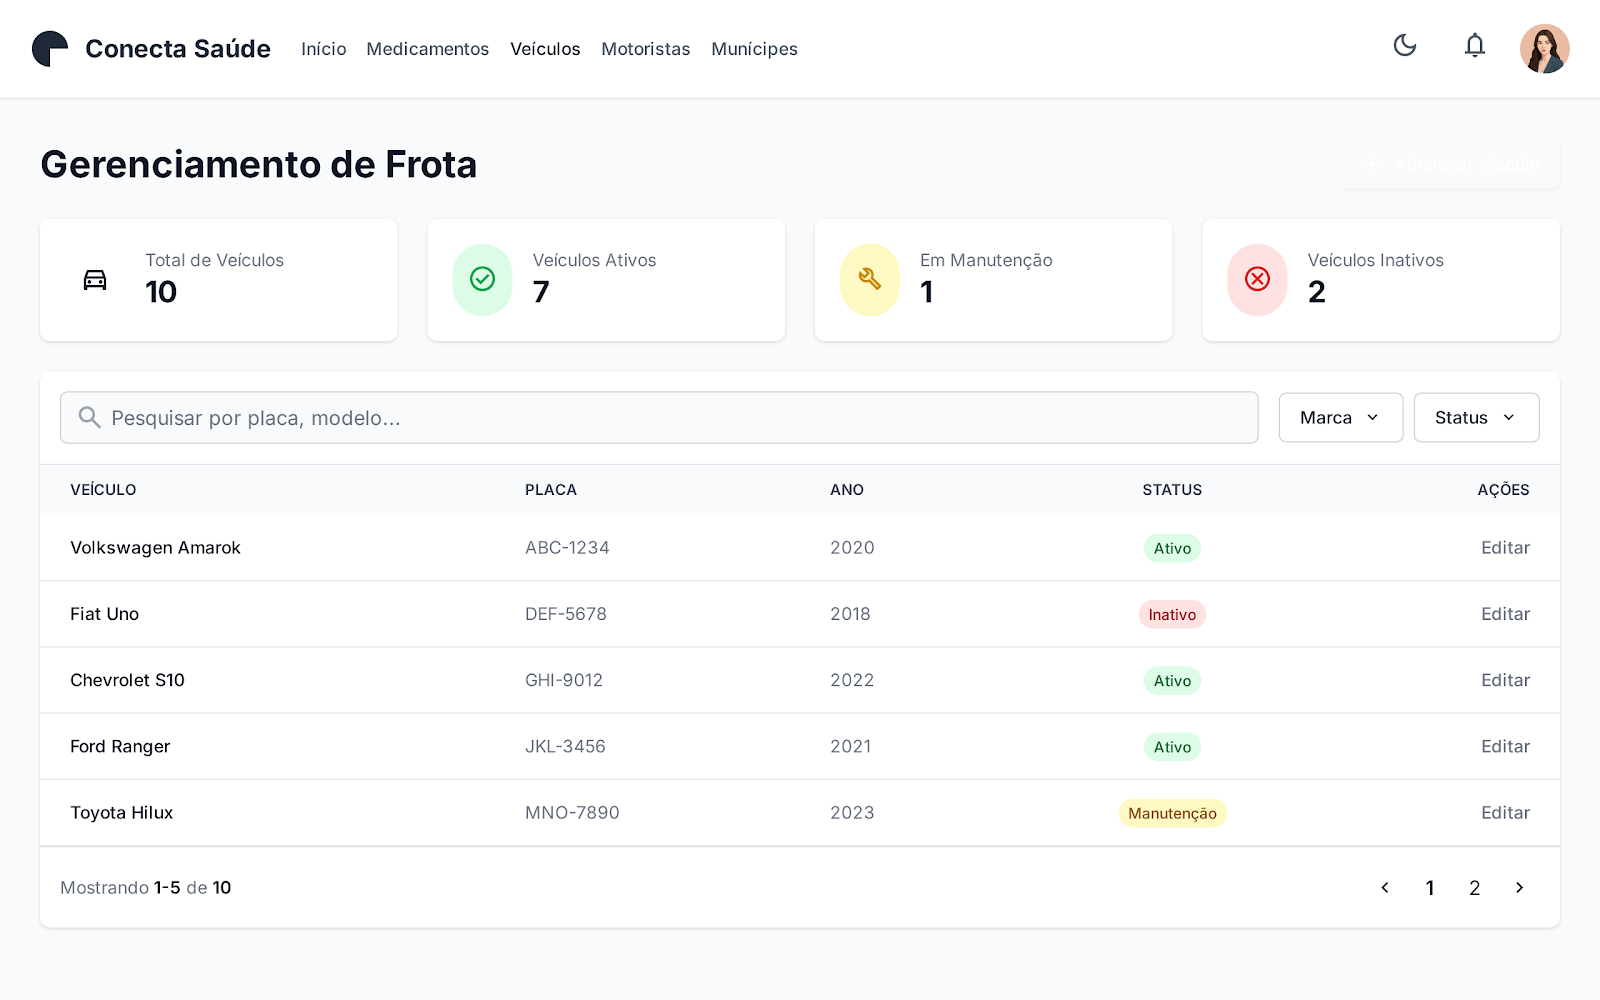 Conecta Saúde
Início Medicamentos Veículos Motoristas Munícipes
Gerenciamento de Frota
Adicionar Veículo
Total de Veículos
10
Veículos Ativos
7
Em Manutenção
1
Veículos Inativos
2
Pesquisar por placa, modelo...
Marca
Status
VEÍCULO PLACA ANO STATUS AÇÕES
Volkswagen Amarok ABC-1234 2020 Ativo Editar
Fiat Uno DEF-5678 2018 Inativo Editar
Chevrolet S10 GHI-9012 2022 Ativo Editar
Ford Ranger JKL-3456 2021 Ativo Editar
Toyota Hilux MNO-7890 2023 Manutenção Editar
Mostrando 1-5 de 10
1 2